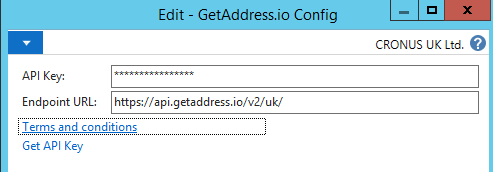 Edit - GetAddress.io Config
CRONUS UK Ltd. ?
API Key: ****************
Endpoint URL: https://api.getaddress.io/v2/uk/
Terms and conditions
Get API Key